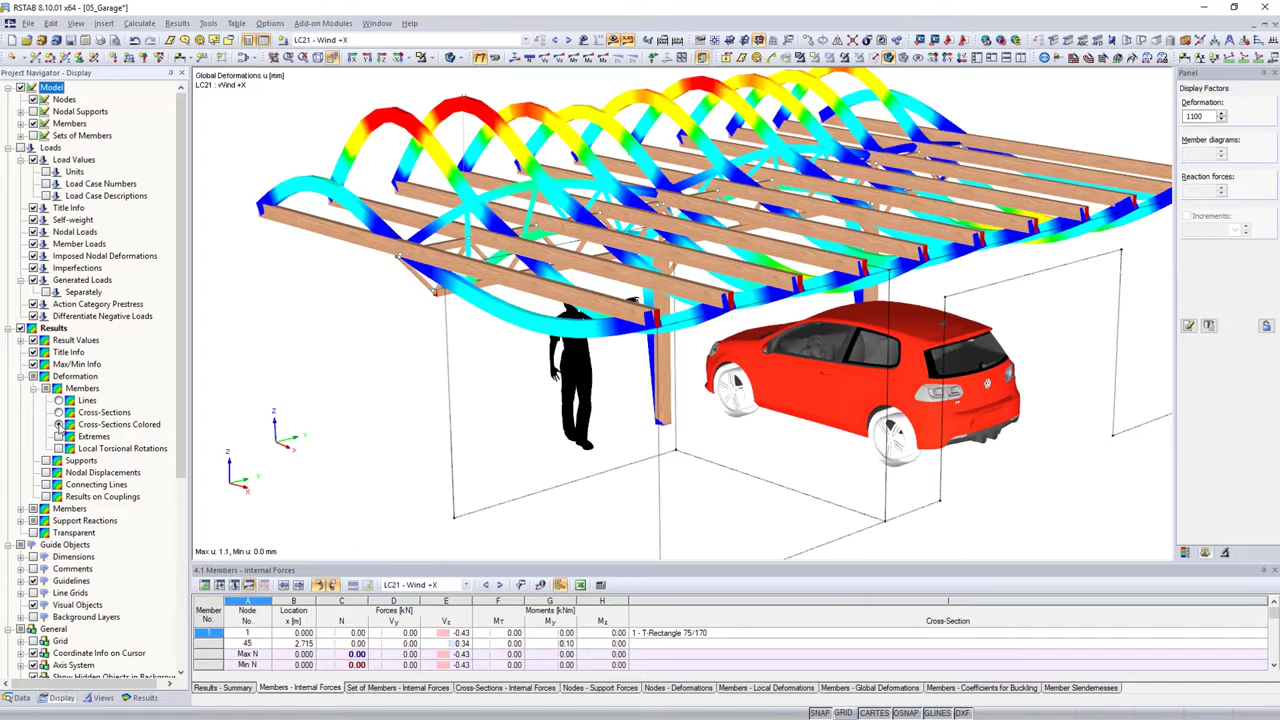 RSTAB 8.10.01 x64 - [05_Garage*]
File Edit View Insert Calculate Results Tools Table Options Add-on Modules Window Help
LC21 - Wind +X
Project Navigator - Display
Model
Nodes
Nodal Supports
Members
Sets of Members
Loads
Load Values
Units
Load Case Numbers
Load Case Descriptions
Title Info
Self-weight
Nodal Loads
Member Loads
Imposed Nodal Deformations
Imperfections
Generated Loads
Separately
Action Category Prestress
Differentiate Negative Loads
Results
Result Values
Title Info
Max/Min Info
Deformation
Members
Lines
Cross-Sections
Cross-Sections Colored
Extremes
Local Torsional Rotations
Supports
Nodal Displacements
Connecting Lines
Results on Couplings
Members
Support Reactions
Transparent
Guide Objects
Dimensions
Comments
Guidelines
Line Grids
Visual Objects
Background Layers
General
Grid
Coordinate Info on Cursor
Axis System
Show Hidden Objects in Backgrou
Data Display Views Results
Global Deformations u [mm]
LC21 : vWind +X
Z
Y
X
Z
Y
X
Max u: 1.1, Min u: 0.0 mm
Panel
Display Factors
Deformation:
1100
Member diagrams:
Reaction forces:
Increments:
4.1 Members - Internal Forces
LC21 - Wind +X
A B C D E F G H I
Member Node Location Forces [kN] Moments [kNm]
No. No. x [m] N Vy Vz MT My Mz Cross-Section
1 1 0.000 0.00 0.00 -0.43 0.00 0.00 0.00 1 - T-Rectangle 75/170
45 2.715 0.00 0.00 0.34 0.00 0.10 0.00
Max N 0.000 0.00 0.00 -0.43 0.00 0.00 0.00
Min N 0.000 0.00 0.00 -0.43 0.00 0.00 0.00
Results - Summary Members - Internal Forces Set of Members - Internal Forces Cross-Sections - Internal Forces Nodes - Support Forces Nodes - Deformations Members - Local Deformations Members - Global Deformations Members - Coefficients for Buckling Member Slendernesses
SNAP GRID CARTES OSNAP GLINES DXF